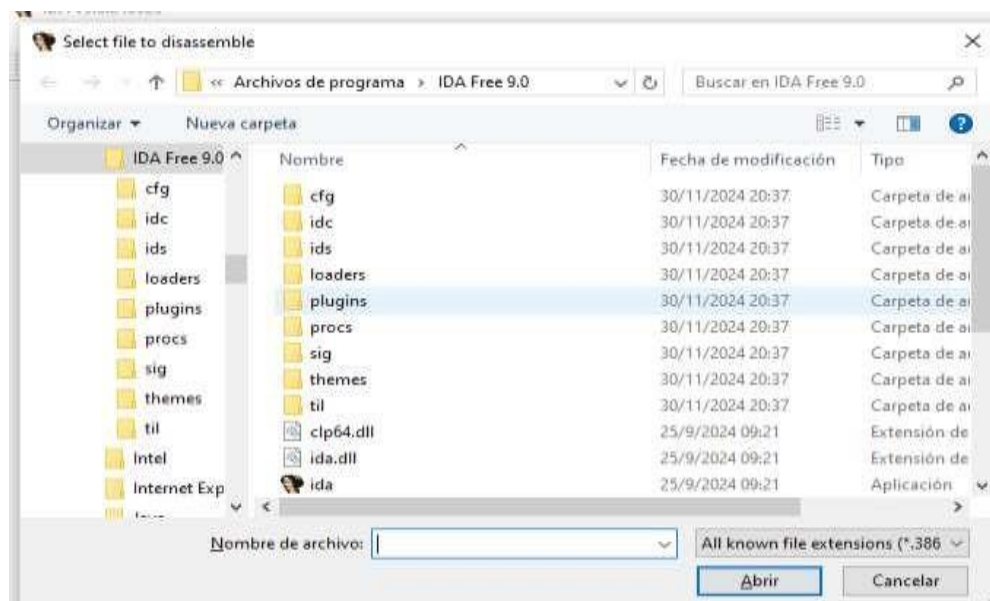 Select file to disassemble
« Archivos de programa › IDA Free 9.0
Buscar en IDA Free 9.0
Organizar Nueva carpeta
IDA Free 9.0
cfg
idc
ids
loaders
plugins
procs
sig
themes
til
Intel
Internet Exp
Nombre Fecha de modificación Tipo
cfg 30/11/2024 20:37 Carpeta de a
idc 30/11/2024 20:37 Carpeta de a
ids 30/11/2024 20:37 Carpeta de a
loaders 30/11/2024 20:37 Carpeta de a
plugins 30/11/2024 20:37 Carpeta de a
procs 30/11/2024 20:37 Carpeta de a
sig 30/11/2024 20:37 Carpeta de a
themes 30/11/2024 20:37 Carpeta de a
til 30/11/2024 20:37 Carpeta de a
clp64.dll 25/9/2024 09:21 Extensión de
ida.dll 25/9/2024 09:21 Extensión de
ida 25/9/2024 09:21 Aplicación
Nombre de archivo:
All known file extensions (*.386
Abrir Cancelar